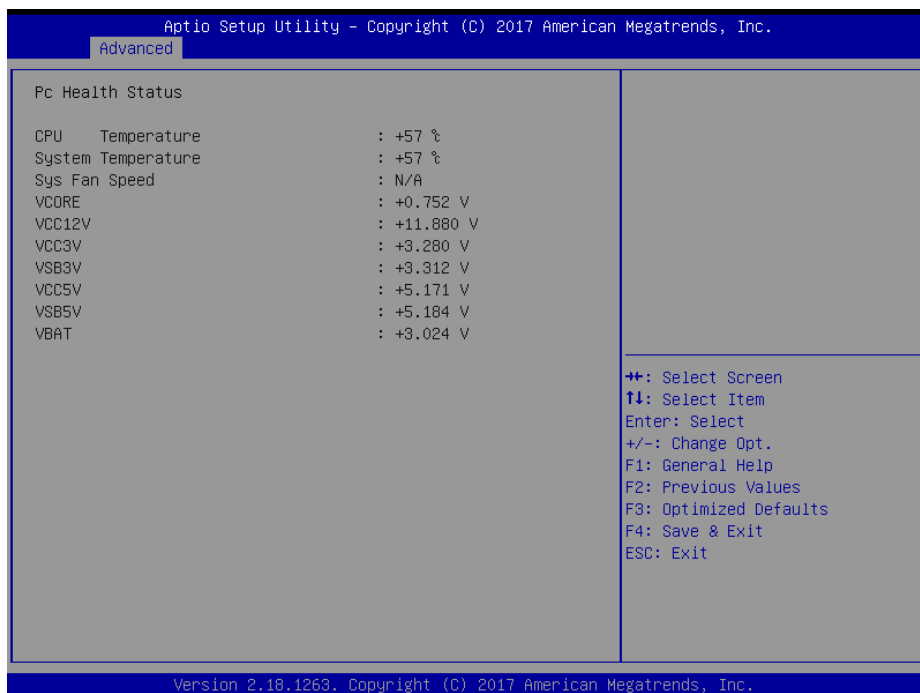 Aptio Setup Utility – Copyright (C) 2017 American Megatrends, Inc.
Advanced
Pc Health Status
CPU Temperature : +57 ℃
System Temperature : +57 ℃
Sys Fan Speed : N/A
VCORE : +0.752 V
VCC12V : +11.880 V
VCC3V : +3.280 V
VSB3V : +3.312 V
VCC5V : +5.171 V
VSB5V : +5.184 V
VBAT : +3.024 V
→←: Select Screen
↑↓: Select Item
Enter: Select
+/-: Change Opt.
F1: General Help
F2: Previous Values
F3: Optimized Defaults
F4: Save & Exit
ESC: Exit
Version 2.18.1263. Copyright (C) 2017 American Megatrends, Inc.